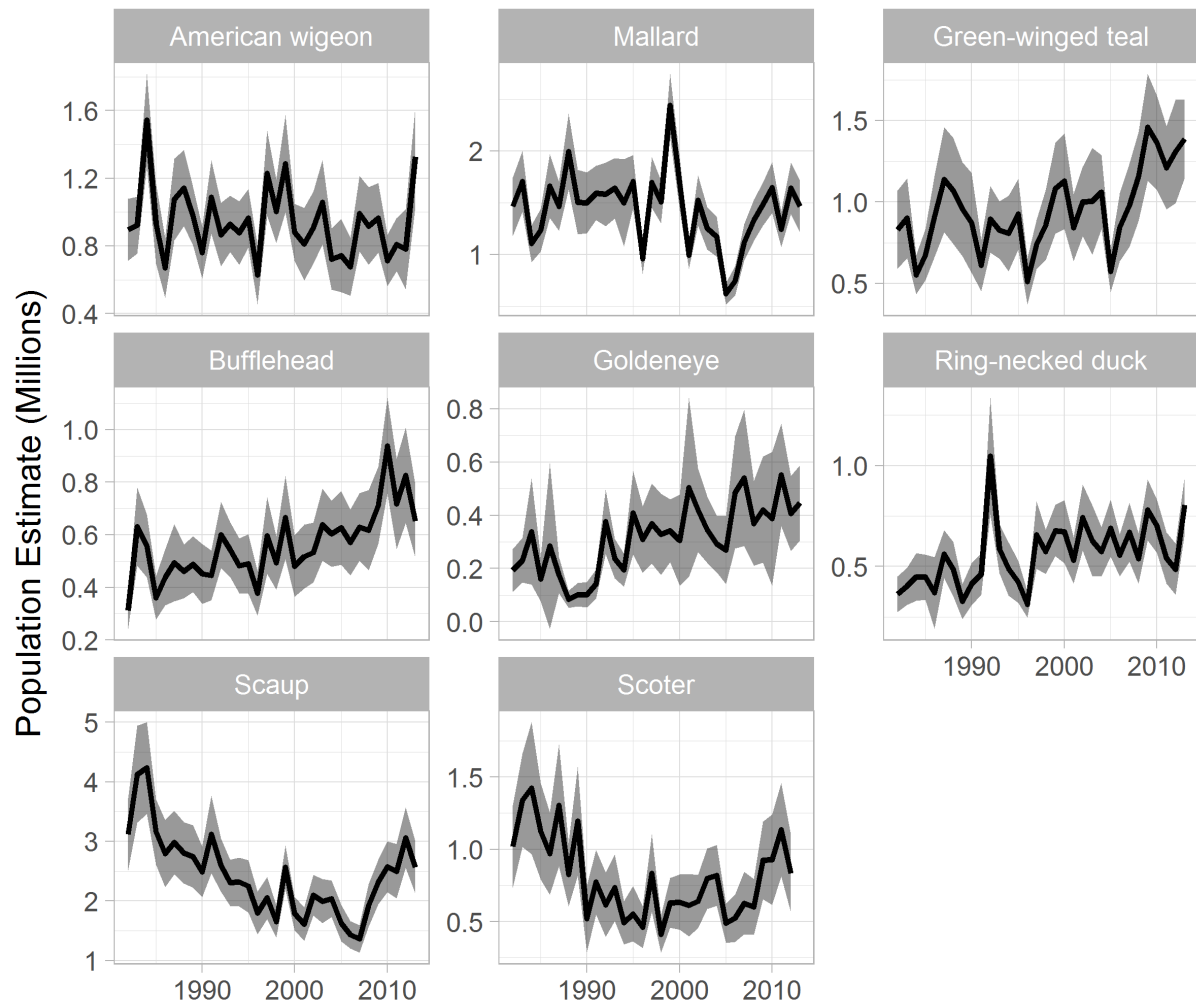 Population Estimate (Millions)
American wigeon
1.6
1.2
0.8
0.4
Mallard
2
1
Green-winged teal
1.5
1.0
0.5
Bufflehead
1.0
0.8
0.6
0.4
0.2
Goldeneye
0.8
0.6
0.4
0.2
0.0
Ring-necked duck
1.0
0.5
1990 2000 2010
Scaup
5
4
3
2
1
1990 2000 2010
Scoter
1.5
1.0
0.5
1990 2000 2010